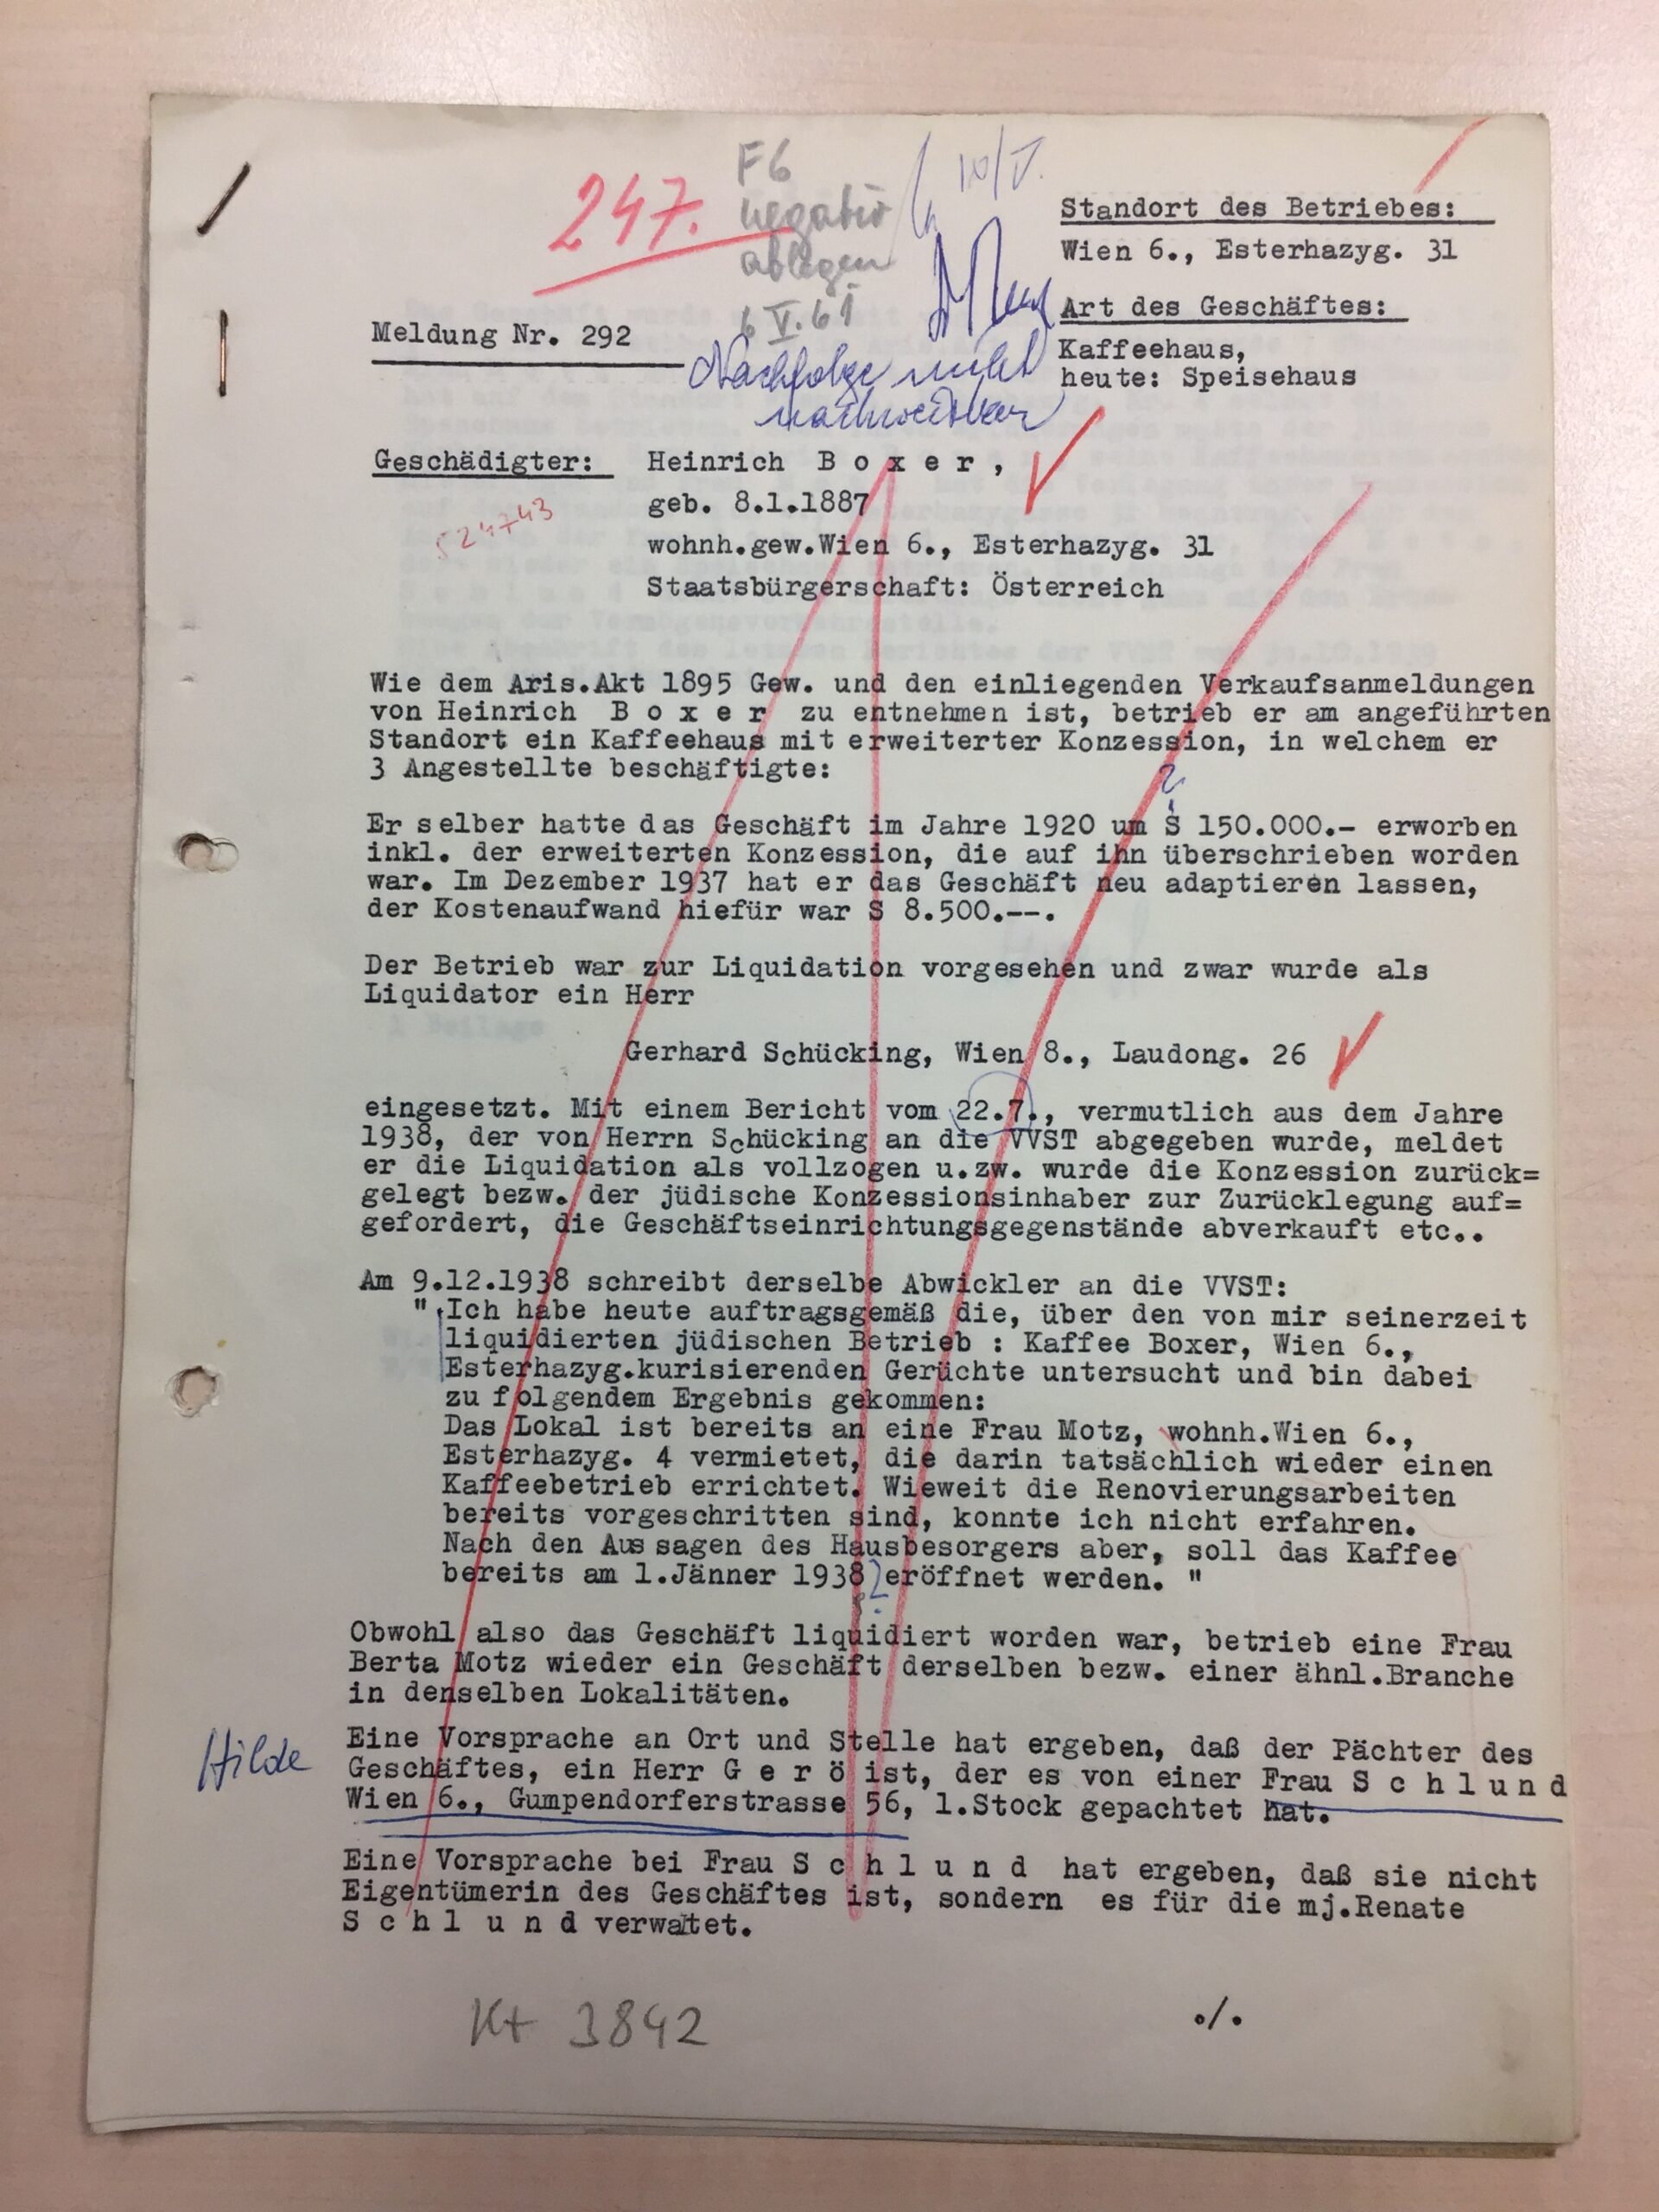 247.
F6
negativ
ablegen
6 V. 61
10/V.
Standort des Betriebes:
Wien 6., Esterhazyg. 31
Art des Geschäftes:
Kaffeehaus,
heute: Speisehaus
Meldung Nr. 292
Nachfolge nicht
nachweisbar
Geschädigter: Heinrich B o x e r ,
geb. 8.1.1887
524743
wohnh.gew.Wien 6., Esterhazyg. 31
Staatsbürgerschaft: Österreich
Wie dem Aris.Akt 1895 Gew. und den einliegenden Verkaufsanmeldungen
von Heinrich B o x e r zu entnehmen ist, betrieb er am angeführten
Standort ein Kaffeehaus mit erweiterter Konzession, in welchem er
3 Angestellte beschäftigte:
?
Er selber hatte das Geschäft im Jahre 1920 um S 150.000.- erworben
inkl. der erweiterten Konzession, die auf ihn überschrieben worden
war. Im Dezember 1937 hat er das Geschäft neu adaptieren lassen,
der Kostenaufwand hiefür war S 8.500.--.
Der Betrieb war zur Liquidation vorgesehen und zwar wurde als
Liquidator ein Herr
Gerhard Schücking, Wien 8., Laudong. 26
eingesetzt. Mit einem Bericht vom 22.7., vermutlich aus dem Jahre
1938, der von Herrn Schücking an die VVST abgegeben wurde, meldet
er die Liquidation als vollzogen u.zw. wurde die Konzession zurück=
gelegt bezw. der jüdische Konzessionsinhaber zur Zurücklegung auf=
gefordert, die Geschäftseinrichtungsgegenstände abverkauft etc..
Am 9.12.1938 schreibt derselbe Abwickler an die VVST:
" Ich habe heute auftragsgemäß die, über den von mir seinerzeit
liquidierten jüdischen Betrieb : Kaffee Boxer, Wien 6.,
Esterhazyg.kurisierenden Gerüchte untersucht und bin dabei
zu folgendem Ergebnis gekommen:
Das Lokal ist bereits an eine Frau Motz, wohnh.Wien 6.,
Esterhazyg. 4 vermietet, die darin tatsächlich wieder einen
Kaffeebetrieb errichtet. Wieweit die Renovierungsarbeiten
bereits vorgeschritten sind, konnte ich nicht erfahren.
Nach den Aussagen des Hausbesorgers aber, soll das Kaffee
bereits am 1.Jänner 1938 ? eröffnet werden. "
Obwohl also das Geschäft liquidiert worden war, betrieb eine Frau
Berta Motz wieder ein Geschäft derselben bezw. einer ähnl.Branche
in denselben Lokalitäten.
Hilde
Eine Vorsprache an Ort und Stelle hat ergeben, daß der Pächter des
Geschäftes, ein Herr G e r ö ist, der es von einer Frau S c h l u n d
Wien 6., Gumpendorferstrasse 56, 1.Stock gepachtet hat.
Eine Vorsprache bei Frau S c h l u n d hat ergeben, daß sie nicht
Eigentümerin des Geschäftes ist, sondern es für die mj.Renate
S c h l u n d verwaltet.
Kt 3842
./.